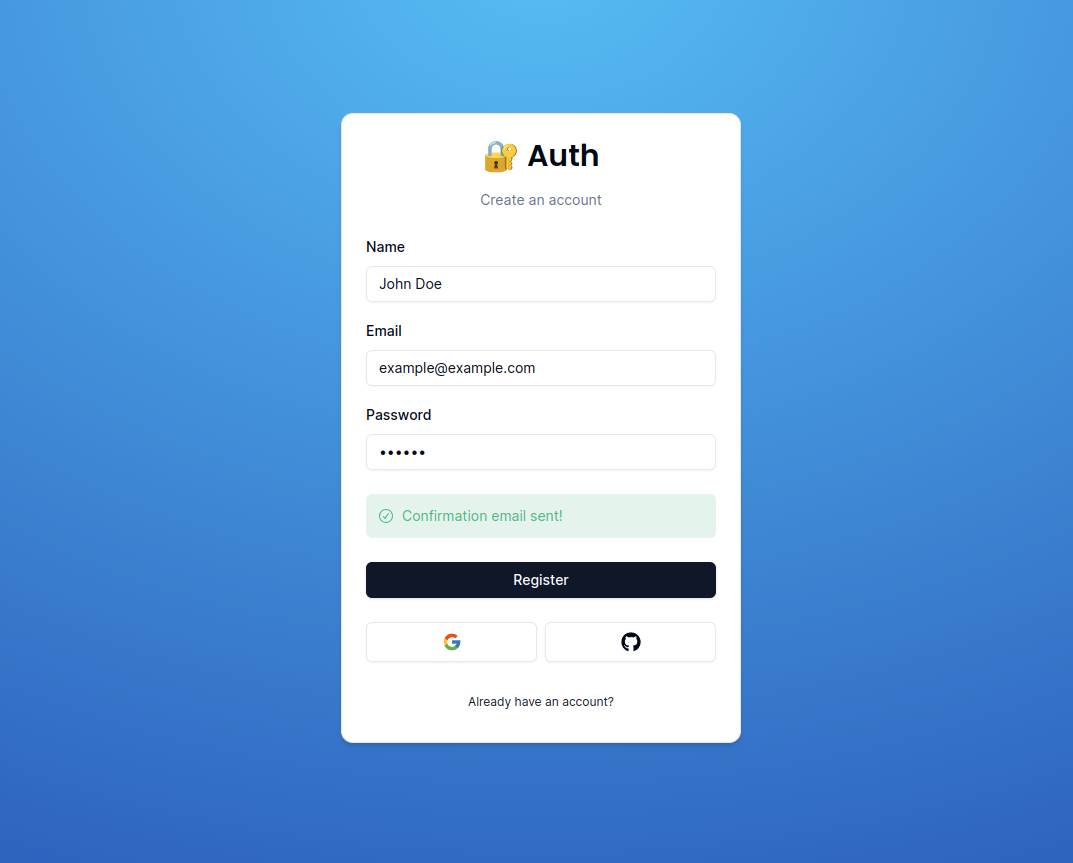 🔐 Auth
Create an account
Name
John Doe
Email
example@example.com
Password
••••••
Confirmation email sent!
Register
Already have an account?